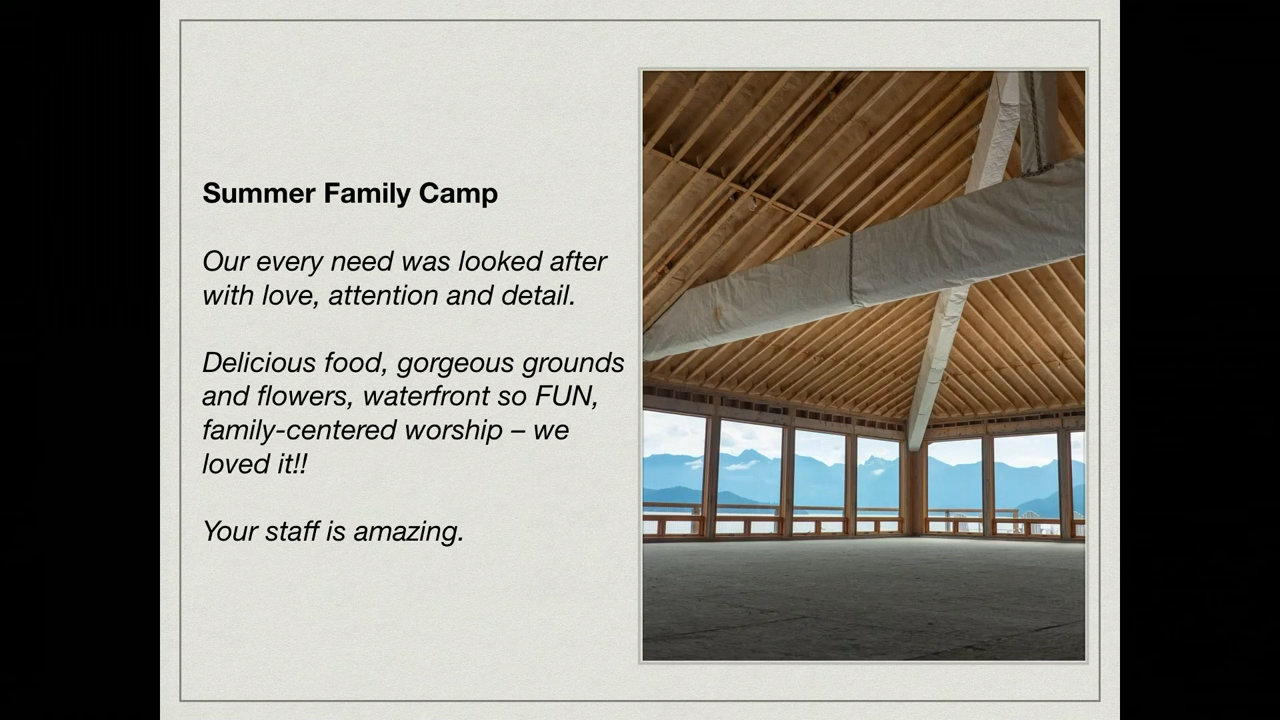 Summer Family Camp
Our every need was looked after
with love, attention and detail.
Delicious food, gorgeous grounds
and flowers, waterfront so FUN,
family-centered worship – we
loved it!!
Your staff is amazing.